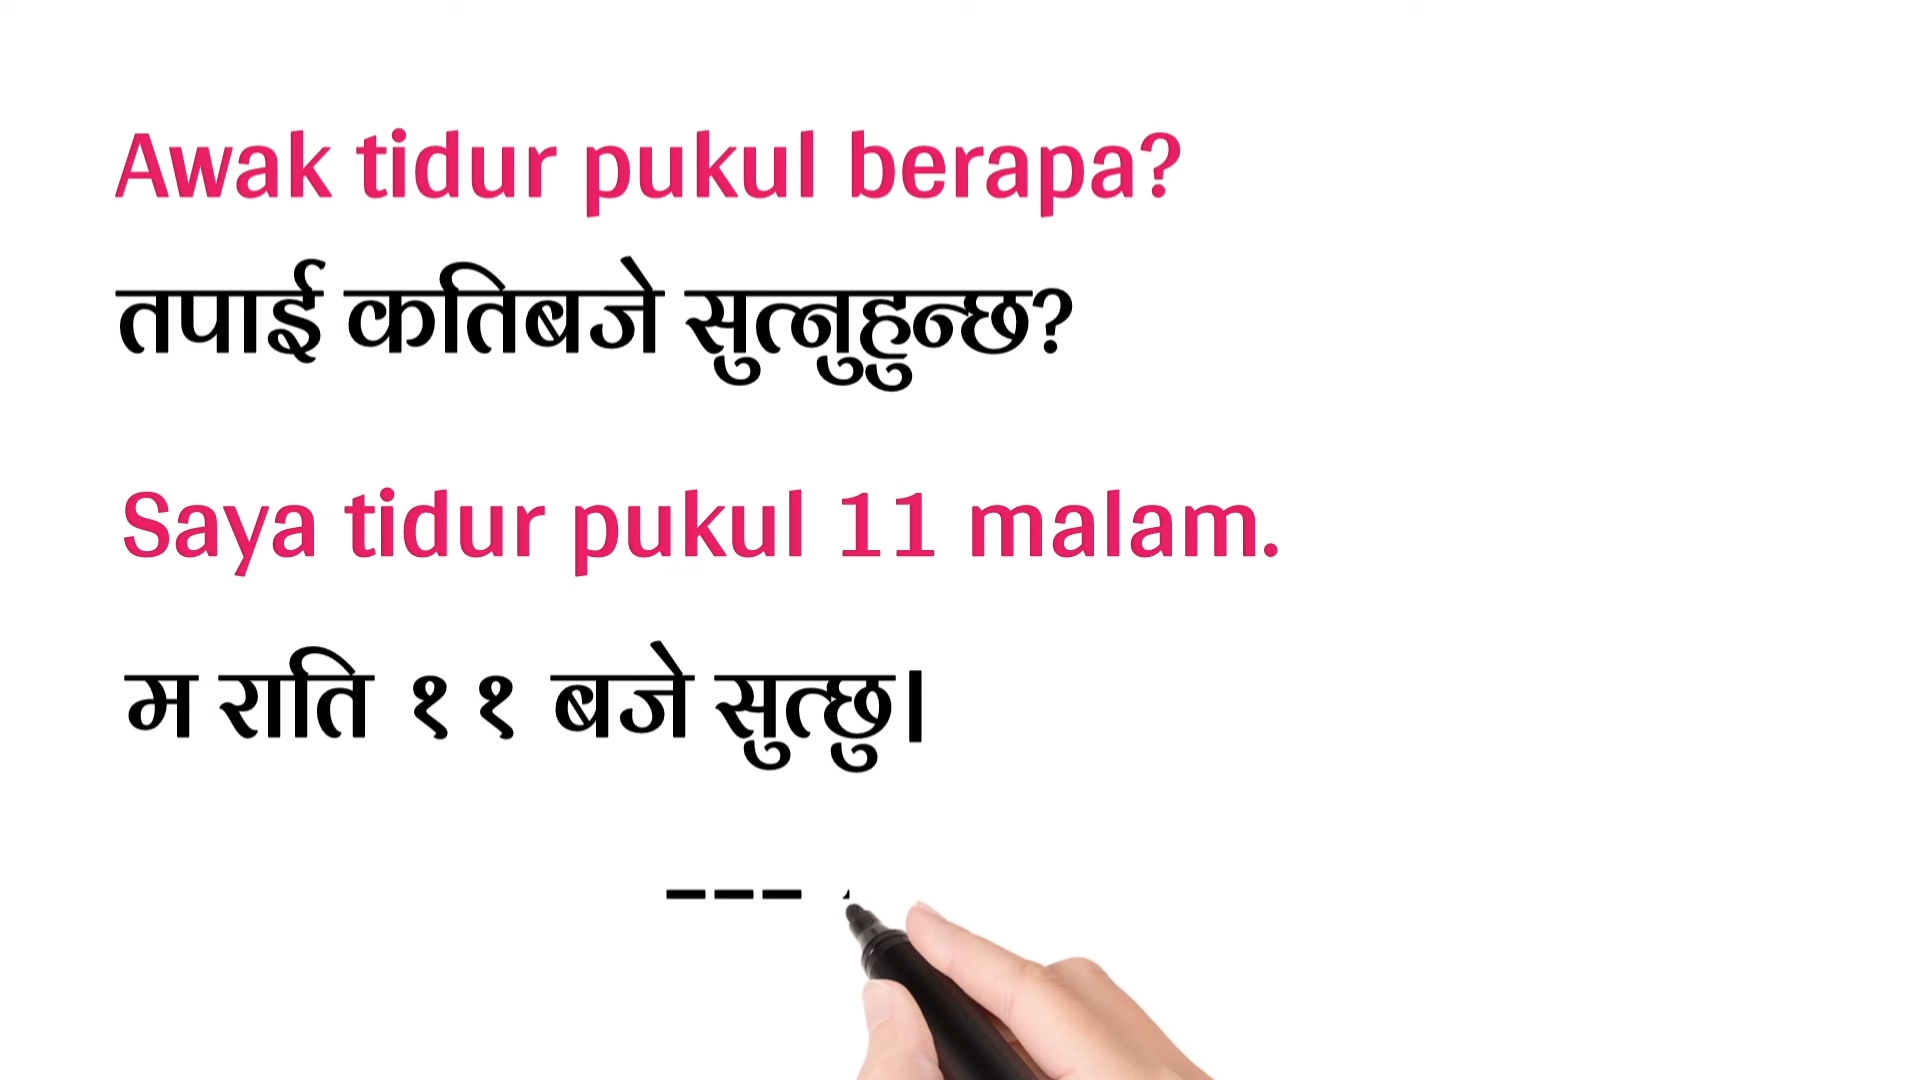 Awak tidur pukul berapa?
तपाई कतिबजे सुत्नुहुन्छ?
Saya tidur pukul 11 malam.
म राति ११ बजे सुत्छु।
---